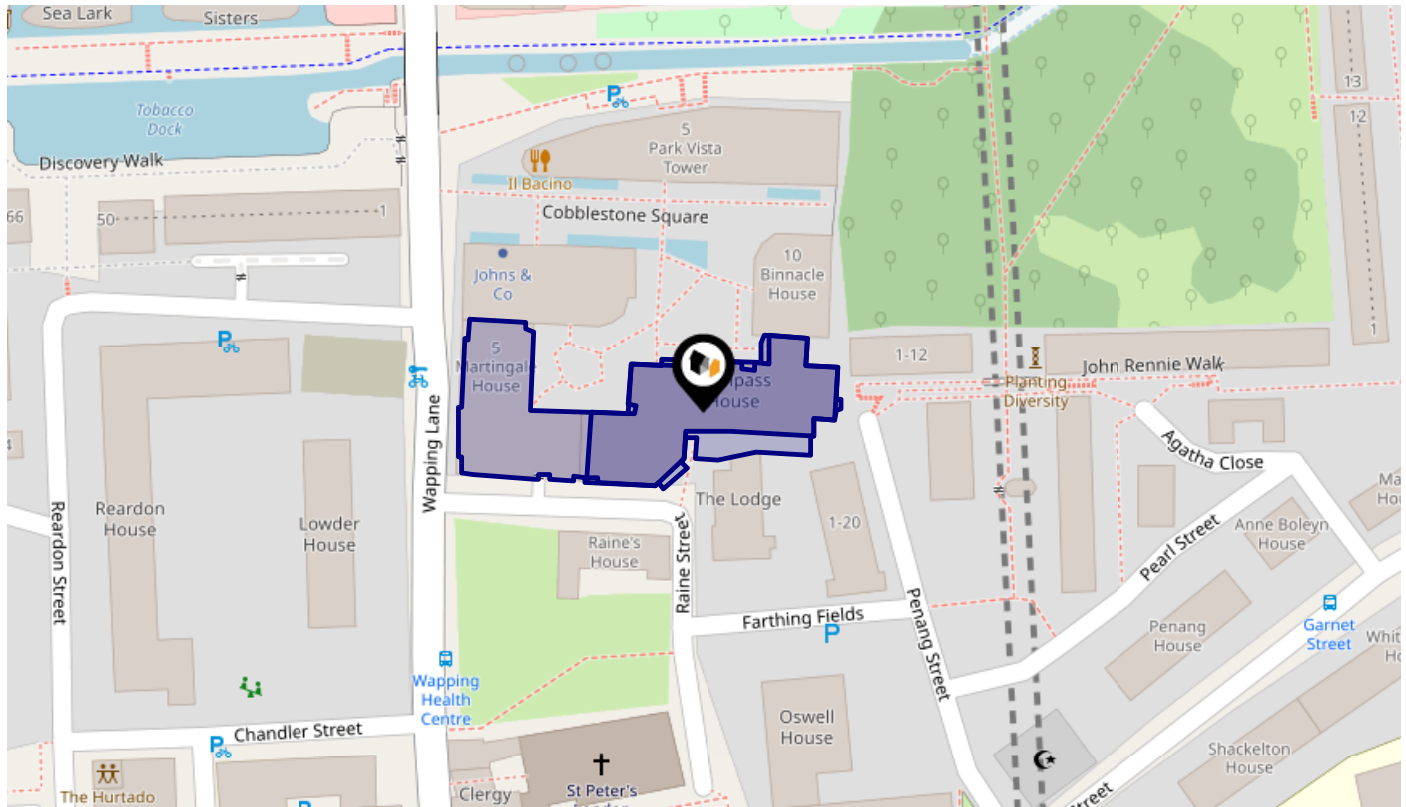 Sea Lark
Sisters
Tobacco
Dock
Discovery Walk
66
50
1
13
12
5
Park Vista
Tower
Il Bacino
Cobblestone Square
Johns &
Co
10
Binnacle
House
5
Martingale
House
House
1-12
1
John Rennie Walk
Planting
Diversity
Agatha Close
Wapping Lane
4
Reardon Street
Reardon
House
Lowder
House
The Lodge
1-20
Raine's
House
Raine Street
Anne Boleyn
House
Pearl Street
Farthing Fields
P
Penang Street
Penang
House
Garnet
Street
Wapping
Health
Centre
Chandler Street
Oswell
House
Shackelton
House
The Hurtado
Clergy
St Peter's
Street